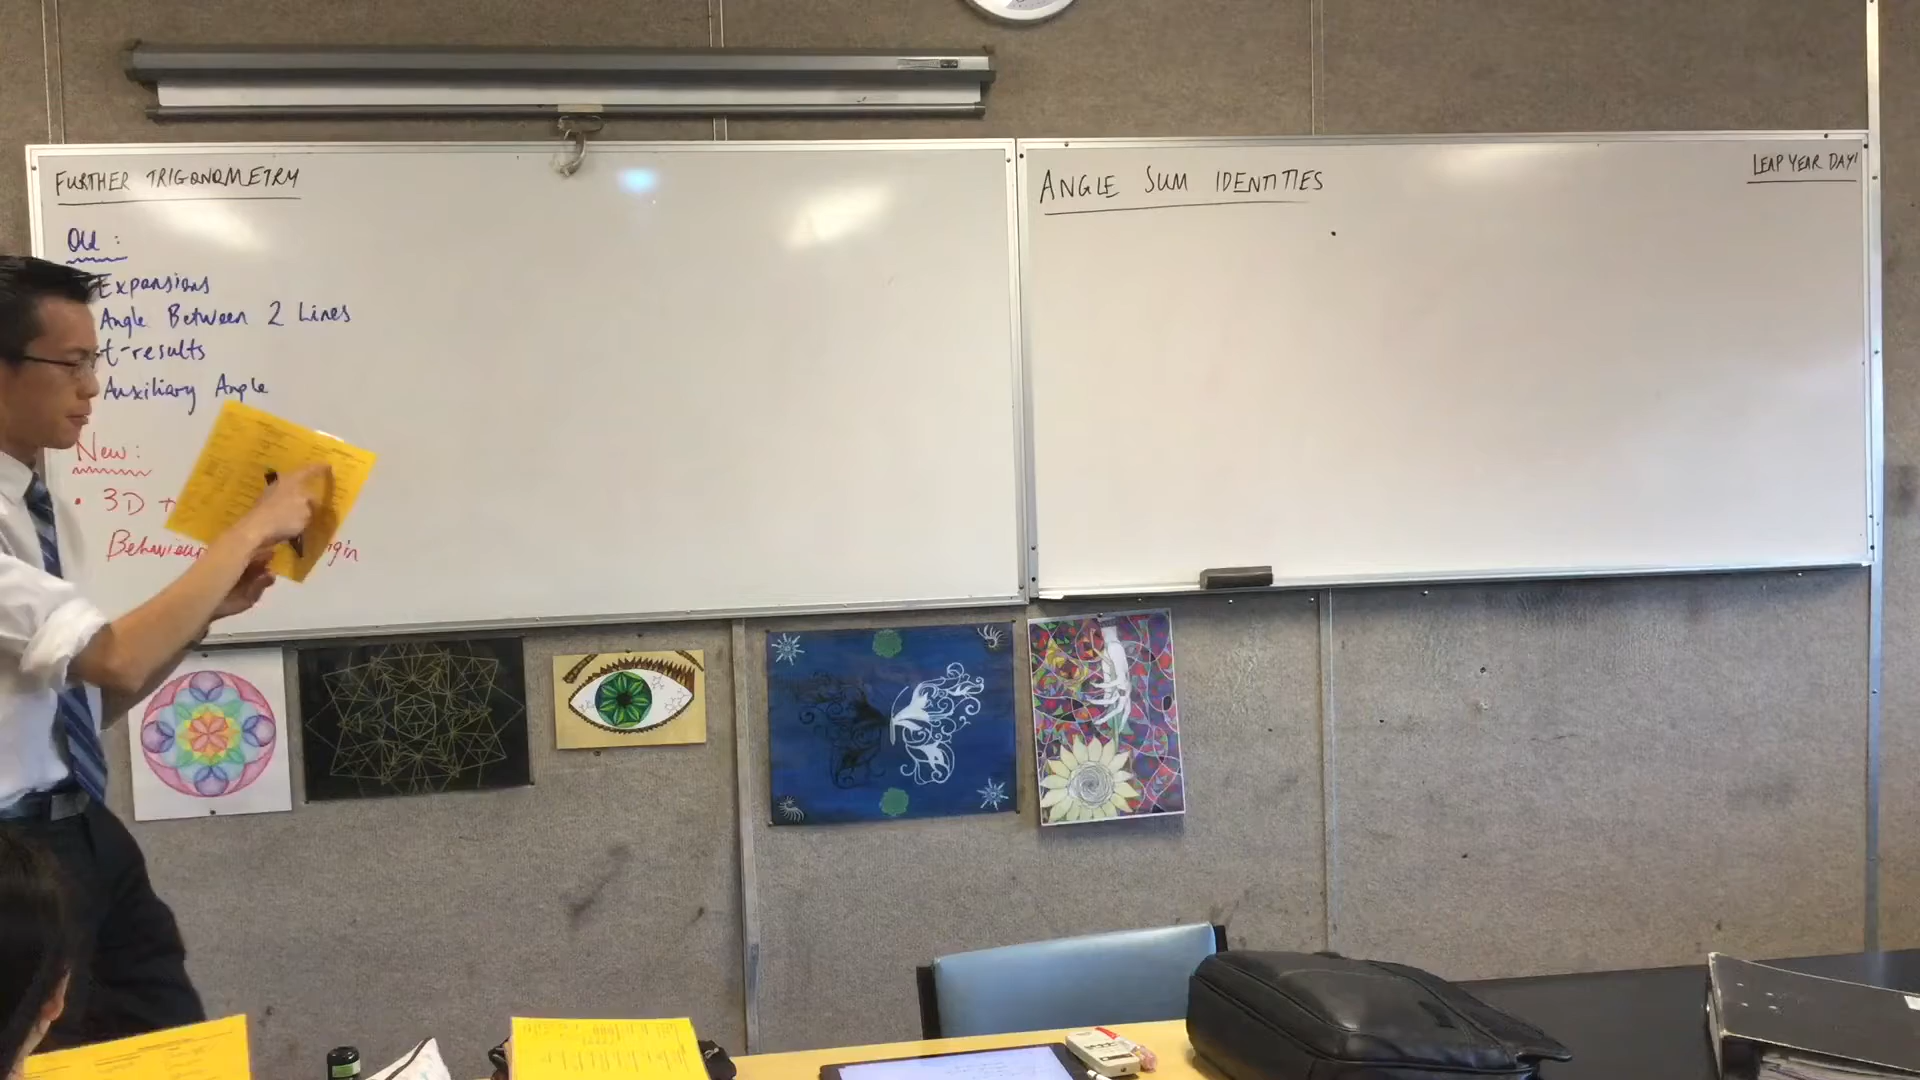 FURTHER TRIGONOMETRY
Old :
Expansions
Angle Between 2 Lines
t-results
Auxiliary Angle
New :
• 3D
Behaviour
ANGLE SUM IDENTITIES
LEAP YEAR DAY!